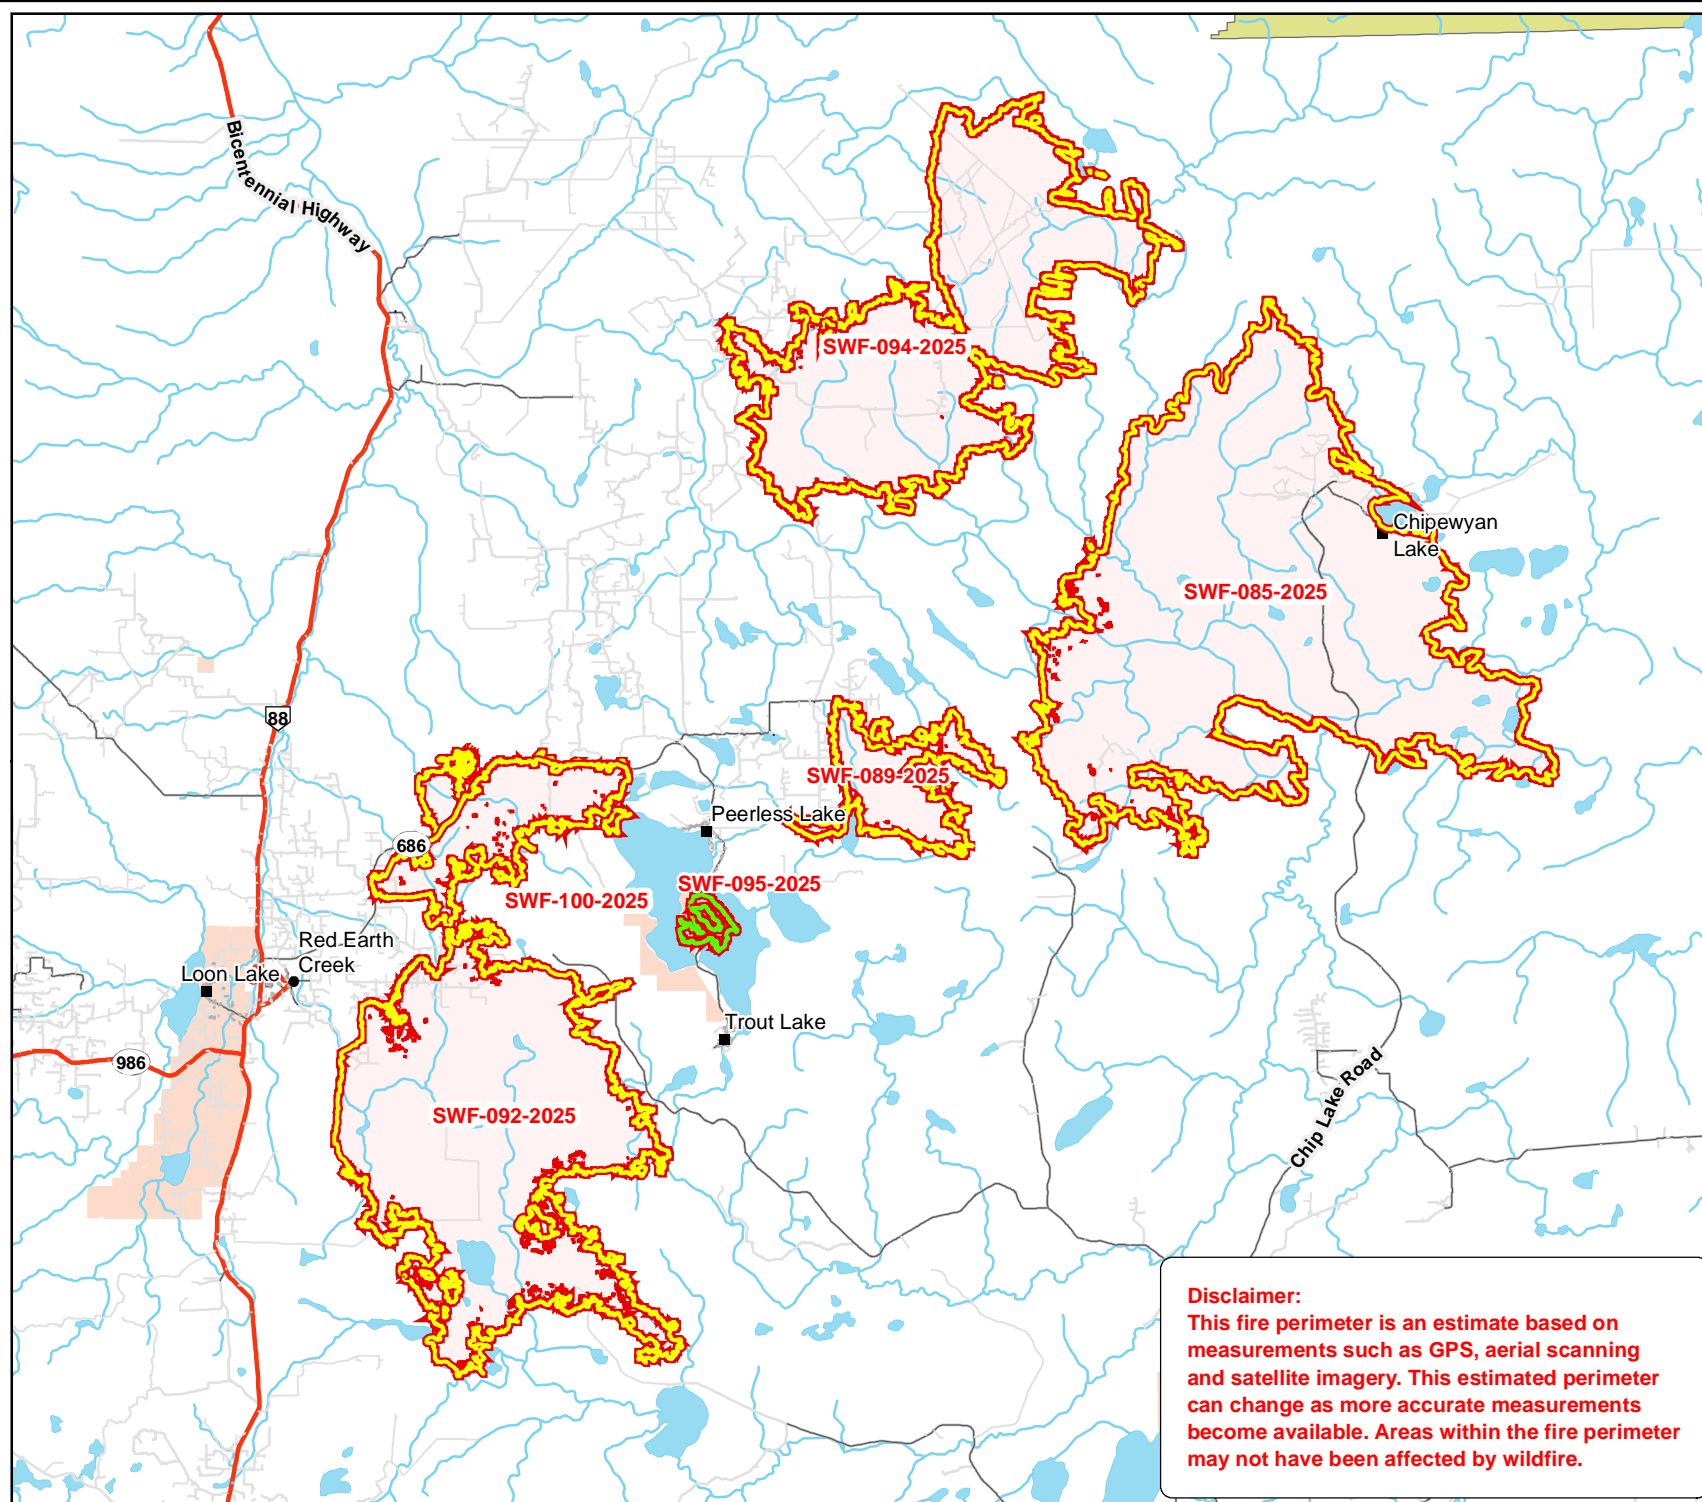 Bicentennial Highway
SWF-094-2025
Chipewyan
Lake
SWF-085-2025
88
SWF-089-2025
Peerless Lake
686
SWF-095-2025
SWF-100-2025
Red Earth
Creek
Loon Lake
Trout Lake
986
Chip Lake Road
SWF-092-2025
Disclaimer:
This fire perimeter is an estimate based on
measurements such as GPS, aerial scanning
and satellite imagery. This estimated perimeter
can change as more accurate measurements
become available. Areas within the fire perimeter
may not have been affected by wildfire.